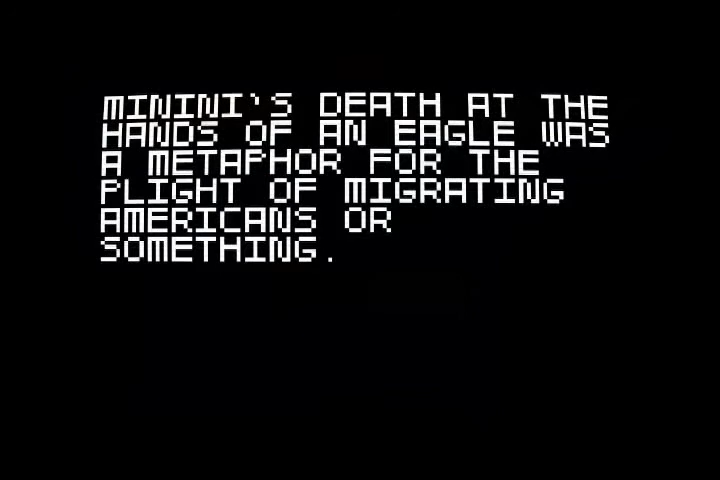 MININI'S DEATH AT THE
HANDS OF AN EAGLE WAS
A METAPHOR FOR THE
PLIGHT OF MIGRATING
AMERICANS OR
SOMETHING.